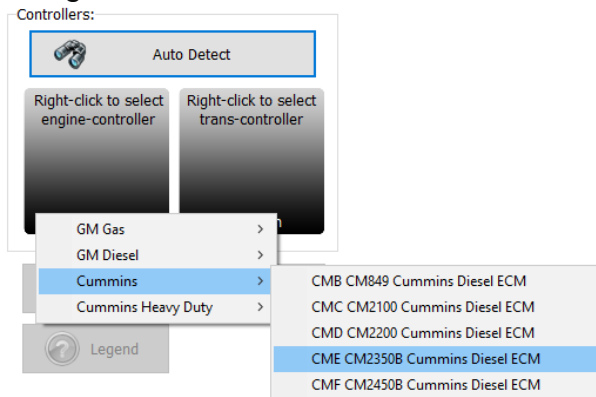 Controllers:
Auto Detect
Right-click to select
engine-controller
Right-click to select
trans-controller
GM Gas
GM Diesel
Cummins
Cummins Heavy Duty
CMB CM849 Cummins Diesel ECM
CMC CM2100 Cummins Diesel ECM
CMD CM2200 Cummins Diesel ECM
CME CM2350B Cummins Diesel ECM
CMF CM2450B Cummins Diesel ECM
Legend